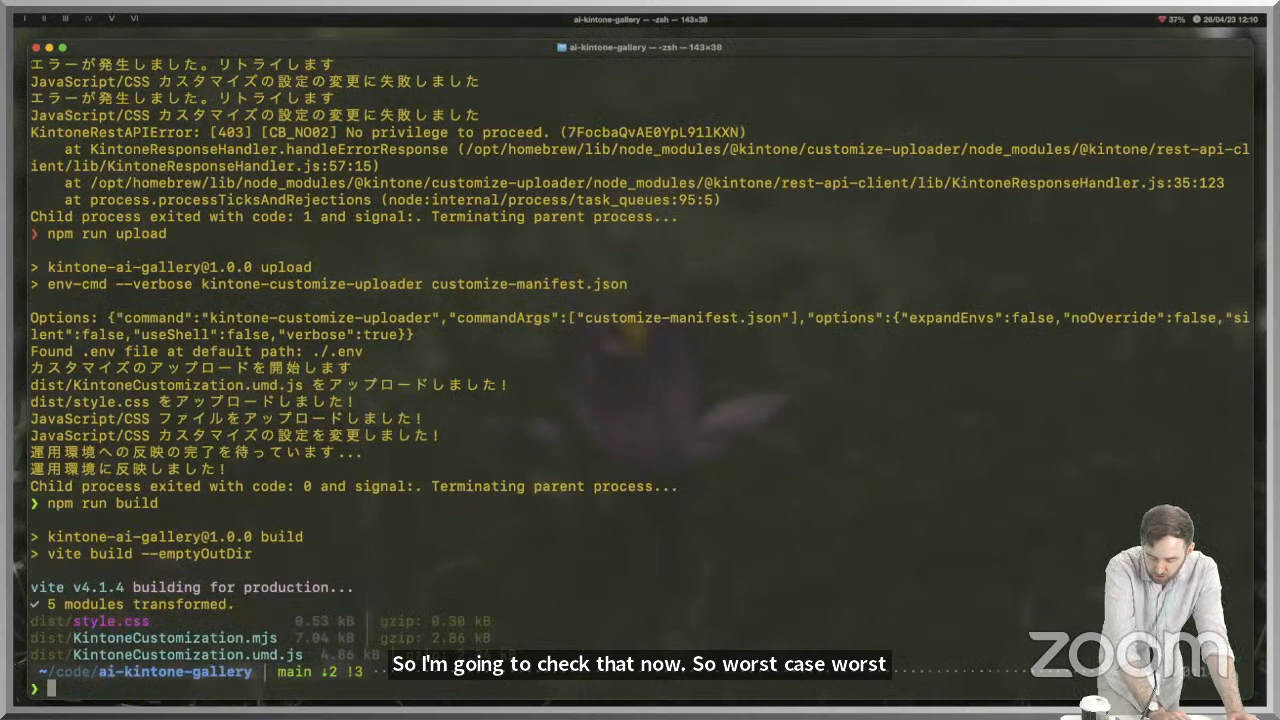 I II III IV V VI ai-kintone-gallery — -zsh — 143×38 37% 26/04/23 12:10
ai-kintone-gallery — -zsh — 143×38
エラーが発生しました。リトライします
JavaScript/CSS カスタマイズの設定の変更に失敗しました
エラーが発生しました。リトライします
JavaScript/CSS カスタマイズの設定の変更に失敗しました
KintoneRestAPIError: [403] [CB_NO02] No privilege to proceed. (7FocbaQvAE0YpL91lKXN)
at KintoneResponseHandler.handleErrorResponse (/opt/homebrew/lib/node_modules/@kintone/customize-uploader/node_modules/@kintone/rest-api-cl
ient/lib/KintoneResponseHandler.js:57:15)
at /opt/homebrew/lib/node_modules/@kintone/customize-uploader/node_modules/@kintone/rest-api-client/lib/KintoneResponseHandler.js:35:123
at process.processTicksAndRejections (node:internal/process/task_queues:95:5)
Child process exited with code: 1 and signal:. Terminating parent process...
❯ npm run upload
> kintone-ai-gallery@1.0.0 upload
> env-cmd --verbose kintone-customize-uploader customize-manifest.json
Options: {"command":"kintone-customize-uploader","commandArgs":["customize-manifest.json"],"options":{"expandEnvs":false,"noOverride":false,"si
lent":false,"useShell":false,"verbose":true}}
Found .env file at default path: ./.env
カスタマイズのアップロードを開始します
dist/KintoneCustomization.umd.js をアップロードしました!
dist/style.css をアップロードしました!
JavaScript/CSS ファイルをアップロードしました!
JavaScript/CSS カスタマイズの設定を変更しました!
運用環境への反映の完了を待っています...
運用環境に反映しました!
Child process exited with code: 0 and signal:. Terminating parent process...
❯ npm run build
> kintone-ai-gallery@1.0.0 build
> vite build --emptyOutDir
vite v4.1.4 building for production...
✓ 5 modules transformed.
dist/style.css 0.53 kB │ gzip: 0.30 kB
dist/KintoneCustomization.mjs 7.04 kB │ gzip: 2.86 kB
dist/KintoneCustomization.umd.js 4.86 kB
~/code/ai-kintone-gallery │ main ↓2 !3
❯
So I'm going to check that now. So worst case worst
zoom